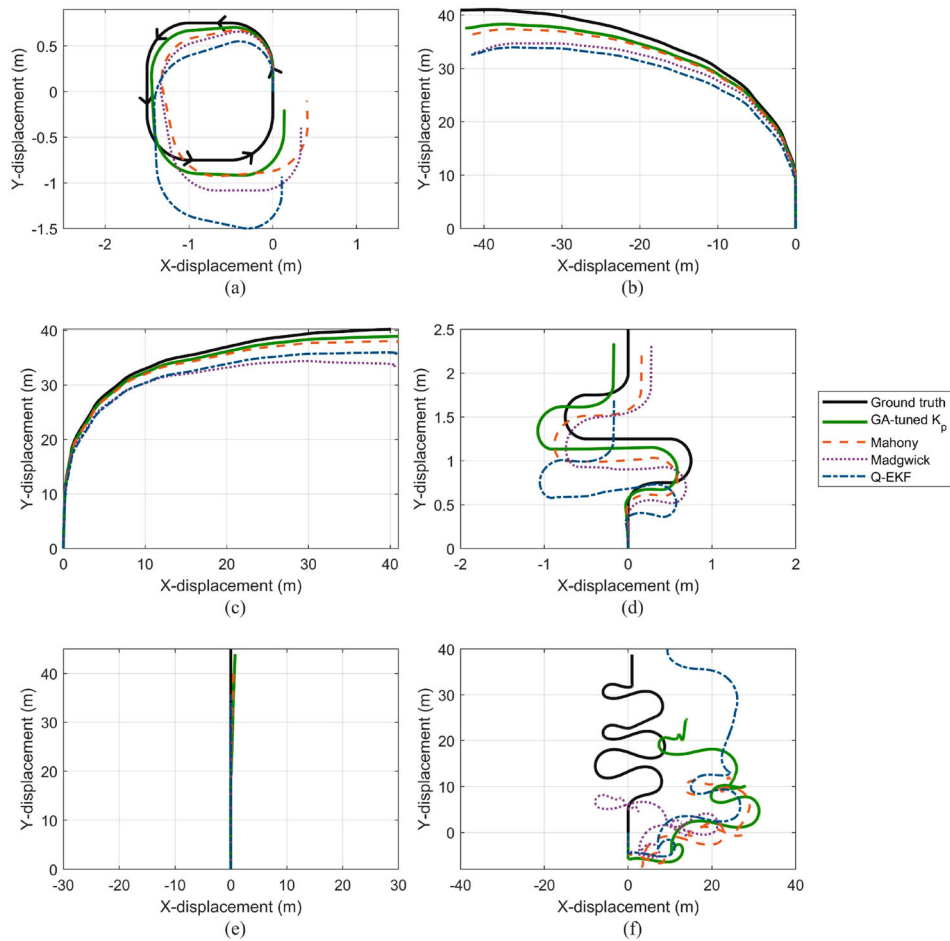 0.5
0
-0.5
-1
-1.5
-2
-1
0
1
Y-displacement (m)
X-displacement (m)
(a)
40
30
20
10
0
-40
-30
-20
-10
0
Y-displacement (m)
X-displacement (m)
(b)
40
30
20
10
0
0
10
20
30
40
Y-displacement (m)
X-displacement (m)
(c)
2.5
2
1.5
1
0.5
0
-2
-1
0
1
2
Y-displacement (m)
X-displacement (m)
(d)
Ground truth
GA-tuned Kp
Mahony
Madgwick
Q-EKF
40
30
20
10
0
-30
-20
-10
0
10
20
30
Y-displacement (m)
X-displacement (m)
(e)
40
30
20
10
0
-40
-20
0
20
40
Y-displacement (m)
X-displacement (m)
(f)